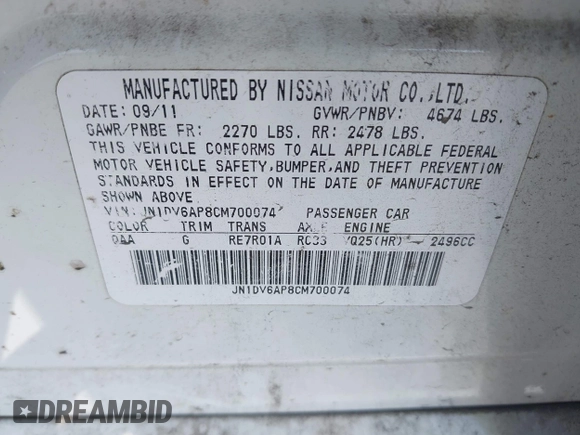 MANUFACTURED BY NISSAN MOTOR CO.,LTD.
DATE: 09/11 GVWR/PNBV: 4674 LBS.
GAWR/PNBE FR: 2270 LBS. RR: 2478 LBS.
THIS VEHICLE CONFORMS TO ALL APPLICABLE FEDERAL
MOTOR VEHICLE SAFETY, BUMPER, AND THEFT PREVENTION
STANDARDS IN EFFECT ON THE DATE OF MANUFACTURE
SHOWN ABOVE.
VIN: JN1DV6AP8CM700074 PASSENGER CAR
COLOR TRIM TRANS AXLE ENGINE
QAA G RE7R01A RC33 VQ25(HR) 2496CC
JN1DV6AP8CM700074
DREAMBID